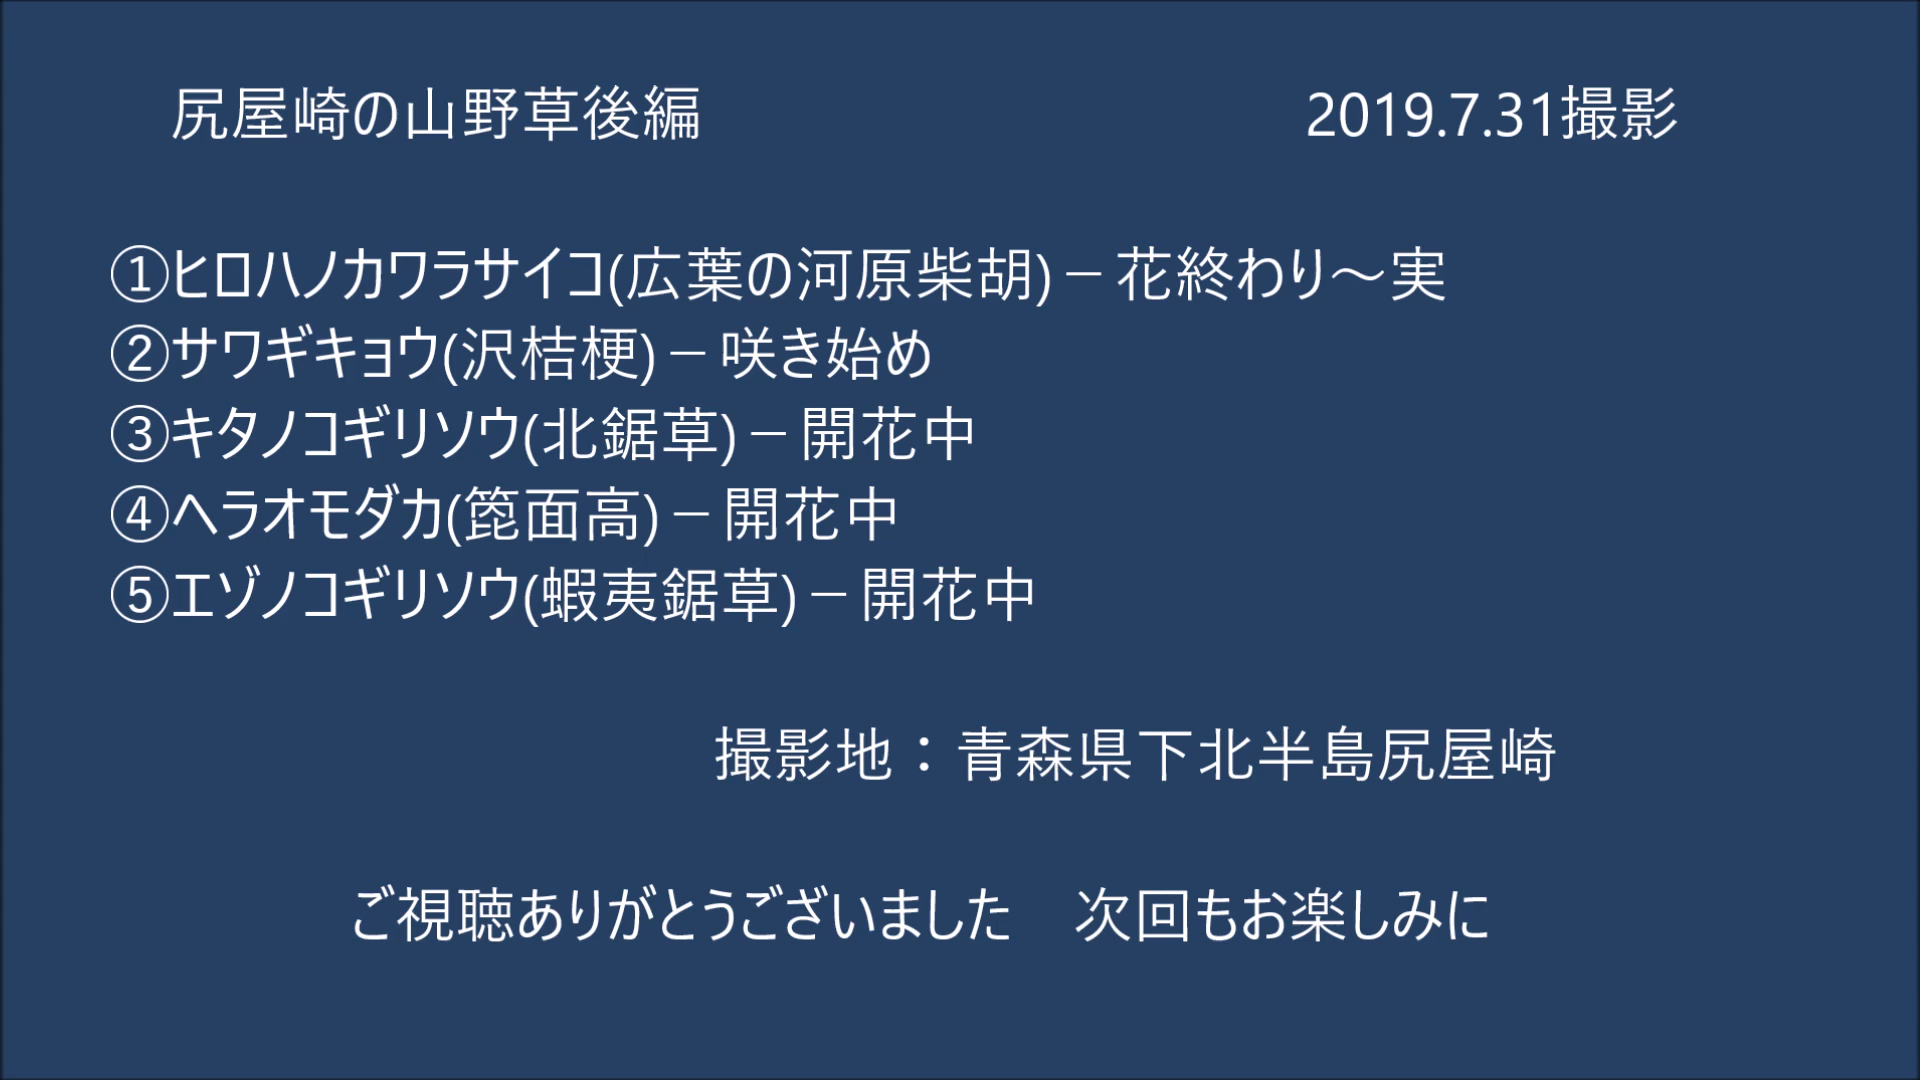 尻屋崎の山野草後編 2019.7.31撮影
①ヒロハノカワラサイコ(広葉の河原柴胡)－花終わり～実
②サワギキョウ(沢桔梗)－咲き始め
③キタノコギリソウ(北鋸草)－開花中
④ヘラオモダカ(箆面高)－開花中
⑤エゾノコギリソウ(蝦夷鋸草)－開花中
撮影地：青森県下北半島尻屋崎
ご視聴ありがとうございました　次回もお楽しみに